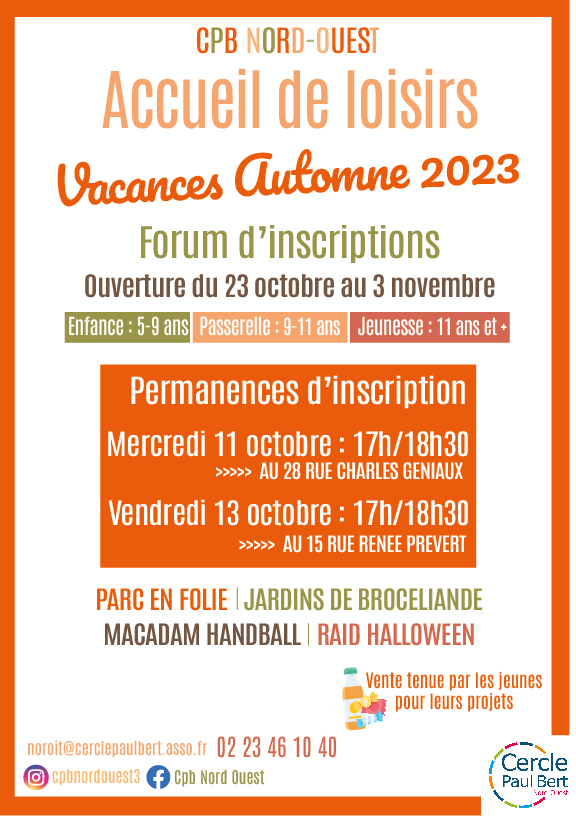 CPB NORD-OUEST
Accueil de loisirs
Vacances Automne 2023
Forum d'inscriptions
Ouverture du 23 octobre au 3 novembre
Enfance : 5-9 ans Passerelle : 9-11 ans Jeunesse : 11 ans et +
Permanences d'inscription
Mercredi 11 octobre : 17h/18h30
>>>>> AU 28 RUE CHARLES GENIAUX
Vendredi 13 octobre : 17h/18h30
>>>>> AU 15 RUE RENEE PREVERT
PARC EN FOLIE | JARDINS DE BROCELIANDE
MACADAM HANDBALL | RAID HALLOWEEN
Vente tenue par les jeunes
pour leurs projets
noroit@cerclepaulbert.asso.fr 02 23 46 10 40
cpbnordouest3 Cpb Nord Ouest
Cercle
Paul Bert
Nord-Ouest